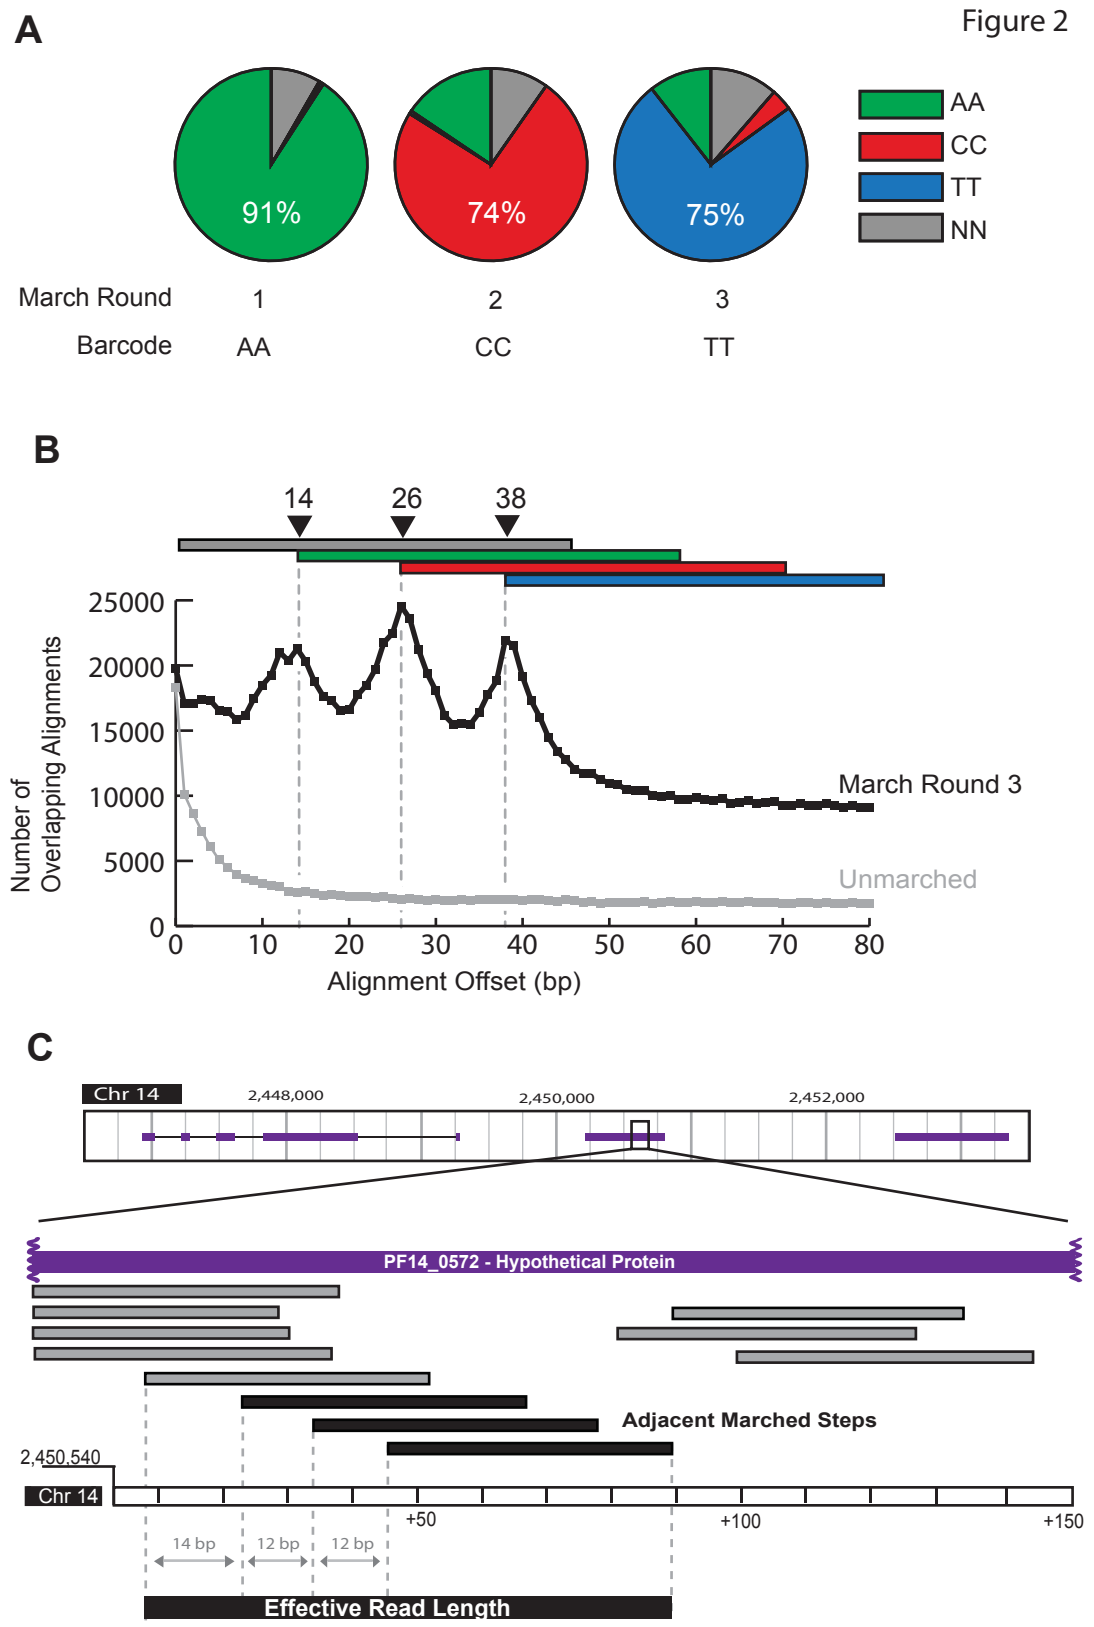 Figure 2
A
AA
CC
TT
NN
91%
74%
75%
March Round 1 2 3
Barcode AA CC TT
B
14 26 38
25000
20000
15000
10000
5000
0
Number of
Overlapping Alignments
March Round 3
Unmarched
0 10 20 30 40 50 60 70 80
Alignment Offset (bp)
C
Chr 14
2,448,000 2,450,000 2,452,000
PF14_0572 - Hypothetical Protein
Adjacent Marched Steps
2,450,540
Chr 14
+50 +100 +150
14 bp 12 bp 12 bp
Effective Read Length